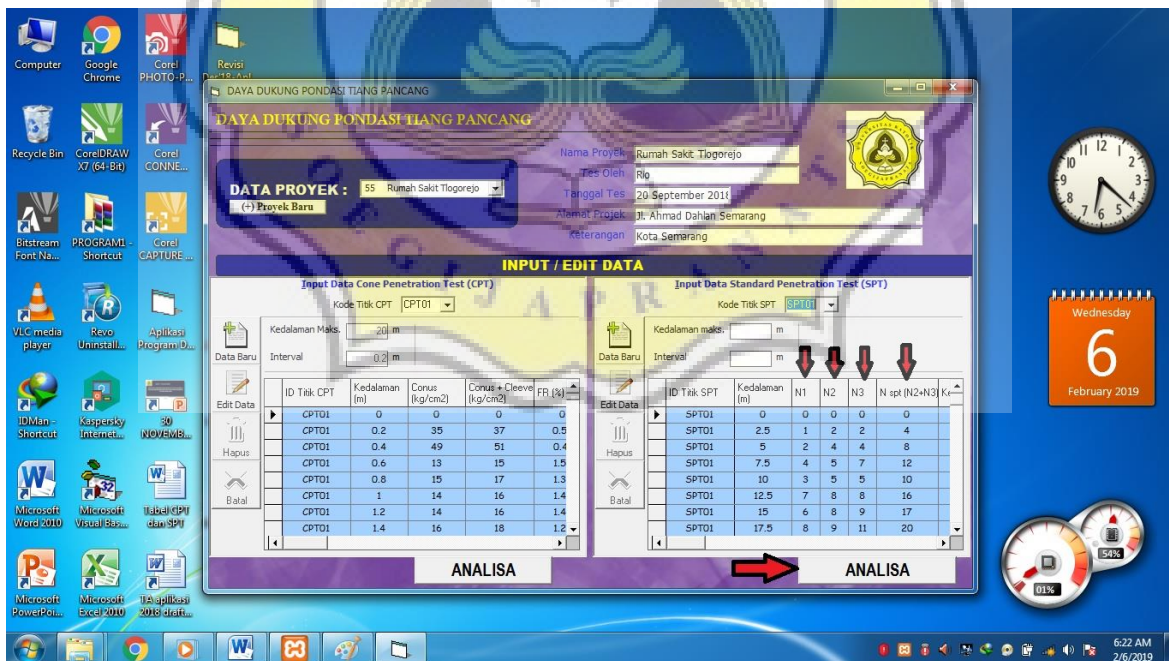 Computer
Google Chrome
Corel PHOTO-P...
Revisi
Recycle Bin
CorelDRAW X7 (64-Bit)
Corel CONNE...
Bitstream Font Na...
PROGRAM1 - Shortcut
Corel CAPTURE ...
VLC media player
Revo Uninstall...
Aplikasi Program D...
IDMan - Shortcut
Kaspersky Internet...
30 NOVEMB...
Microsoft Word 2010
Microsoft Visual Bas...
Tabel CPT dan SPT
Microsoft PowerPoi...
Microsoft Excel 2010
TA aplikasi 2018 draft...
DAYA DUKUNG PONDASI TIANG PANCANG
DAYA DUKUNG PONDASI TIANG PANCANG
DATA PROYEK : 55 Rumah Sakit Tlogorejo
(+) Proyek Baru
Nama Proyek Rumah Sakit Tlogorejo
Tes Oleh Rio
Tanggal Tes 20 September 2018
Alamat Projek Jl. Ahmad Dahlan Semarang
Keterangan Kota Semarang
INPUT / EDIT DATA
Input Data Cone Penetration Test (CPT)
Kode Titik CPT CPT01
Kedalaman Maks. 20 m
Interval 0.2 m
Data Baru
Edit Data
Hapus
Batal
ID Titik CPT Kedalaman (m) Conus (kg/cm2) Conus + Cleeve (kg/cm2) FR (%)
CPT01 0 0 0 0
CPT01 0.2 35 37 0.5
CPT01 0.4 49 51 0.4
CPT01 0.6 13 15 1.5
CPT01 0.8 15 17 1.3
CPT01 1 14 16 1.4
CPT01 1.2 14 16 1.4
CPT01 1.4 16 18 1.2
ANALISA
Input Data Standard Penetration Test (SPT)
Kode Titik SPT SPT01
Kedalaman maks. m
Interval m
Data Baru
Edit Data
Hapus
Batal
ID Titik SPT Kedalaman (m) N1 N2 N3 N spt (N2+N3) Ke
SPT01 0 0 0 0 0
SPT01 2.5 1 2 2 4
SPT01 5 2 4 4 8
SPT01 7.5 4 5 7 12
SPT01 10 3 5 5 10
SPT01 12.5 7 8 8 16
SPT01 15 6 8 9 17
SPT01 17.5 8 9 11 20
ANALISA
12 1 2 3 4 5 6 7 8 9 10 11
Wednesday
6
February 2019
54%
01%
6:22 AM
2/6/2019